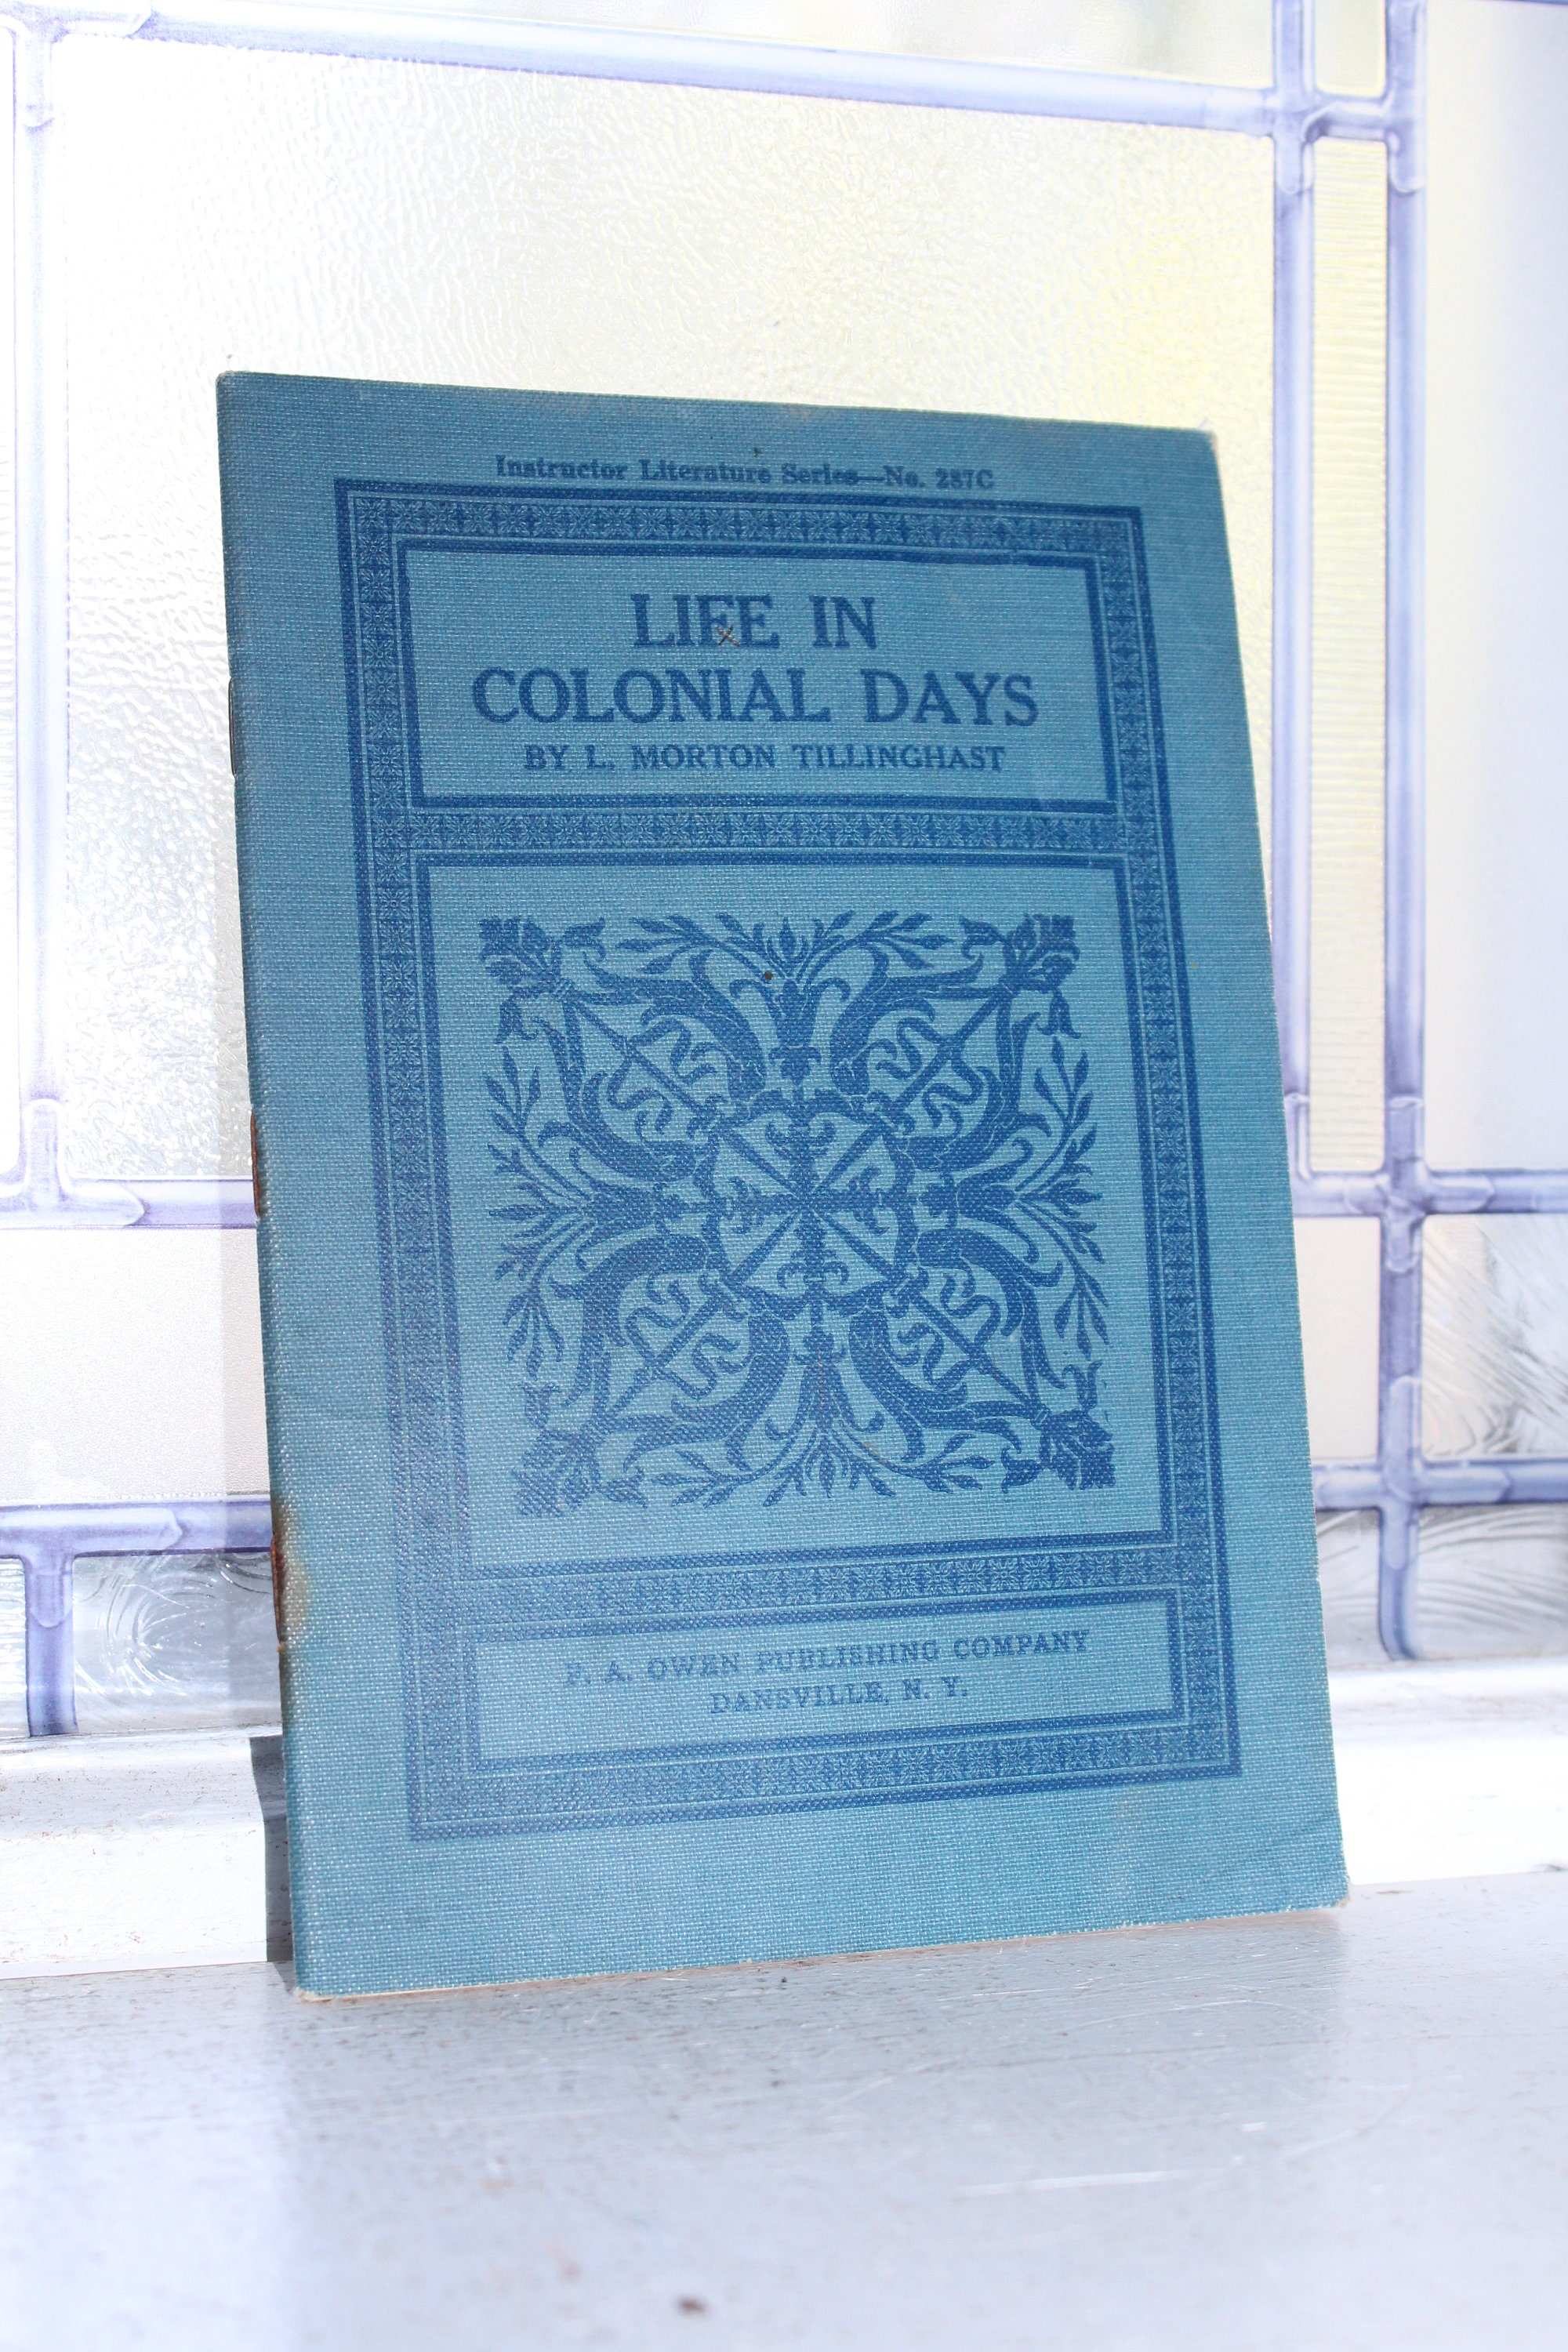 Instructor Literature Series—No. 287C
LIFE IN
COLONIAL DAYS
BY L. MORTON TILLINGHAST
F. A. OWEN PUBLISHING COMPANY
DANSVILLE, N. Y.